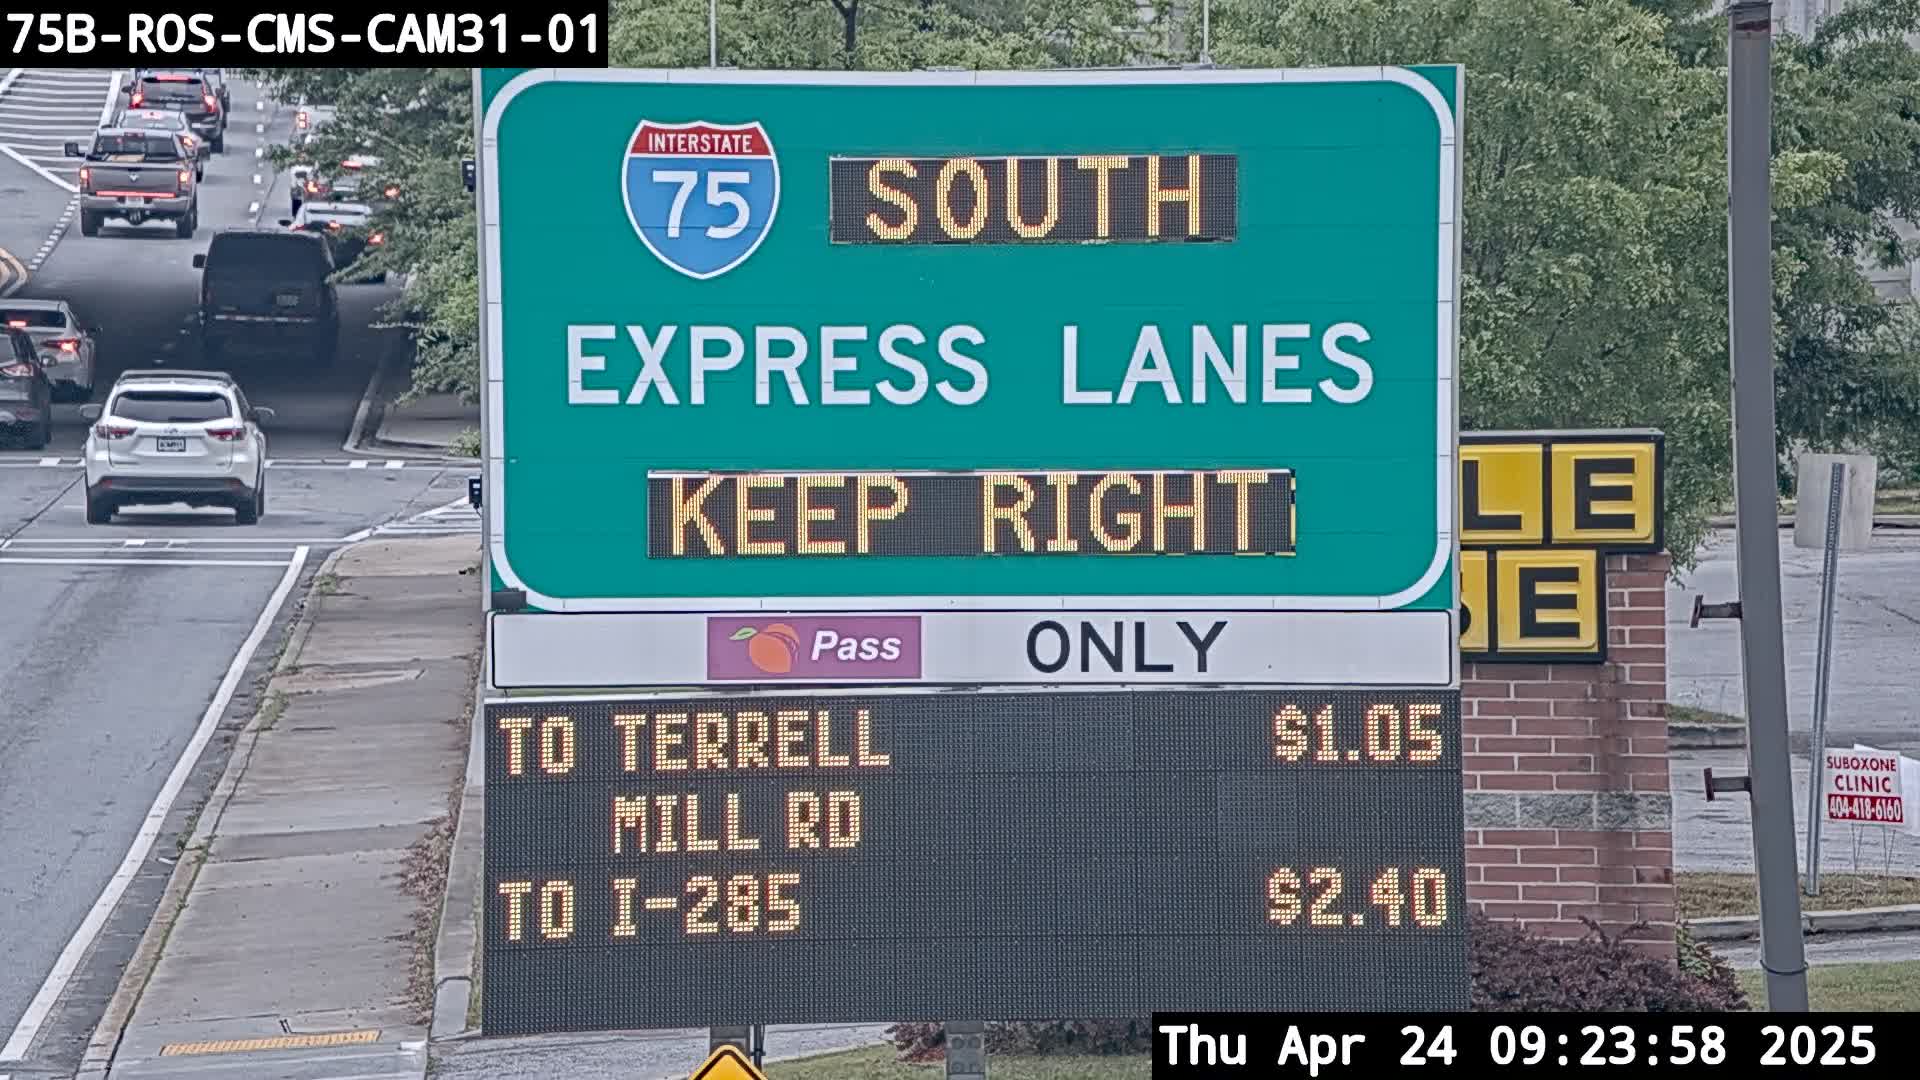 75B-ROS-CMS-CAM31-01
INTERSTATE
75
SOUTH
EXPRESS LANES
KEEP RIGHT
Pass ONLY
TO TERRELL $1.05
MILL RD
TO I-285 $2.40
LE
E
SUBOXONE
CLINIC
404-418-6160
Thu Apr 24 09:23:58 2025